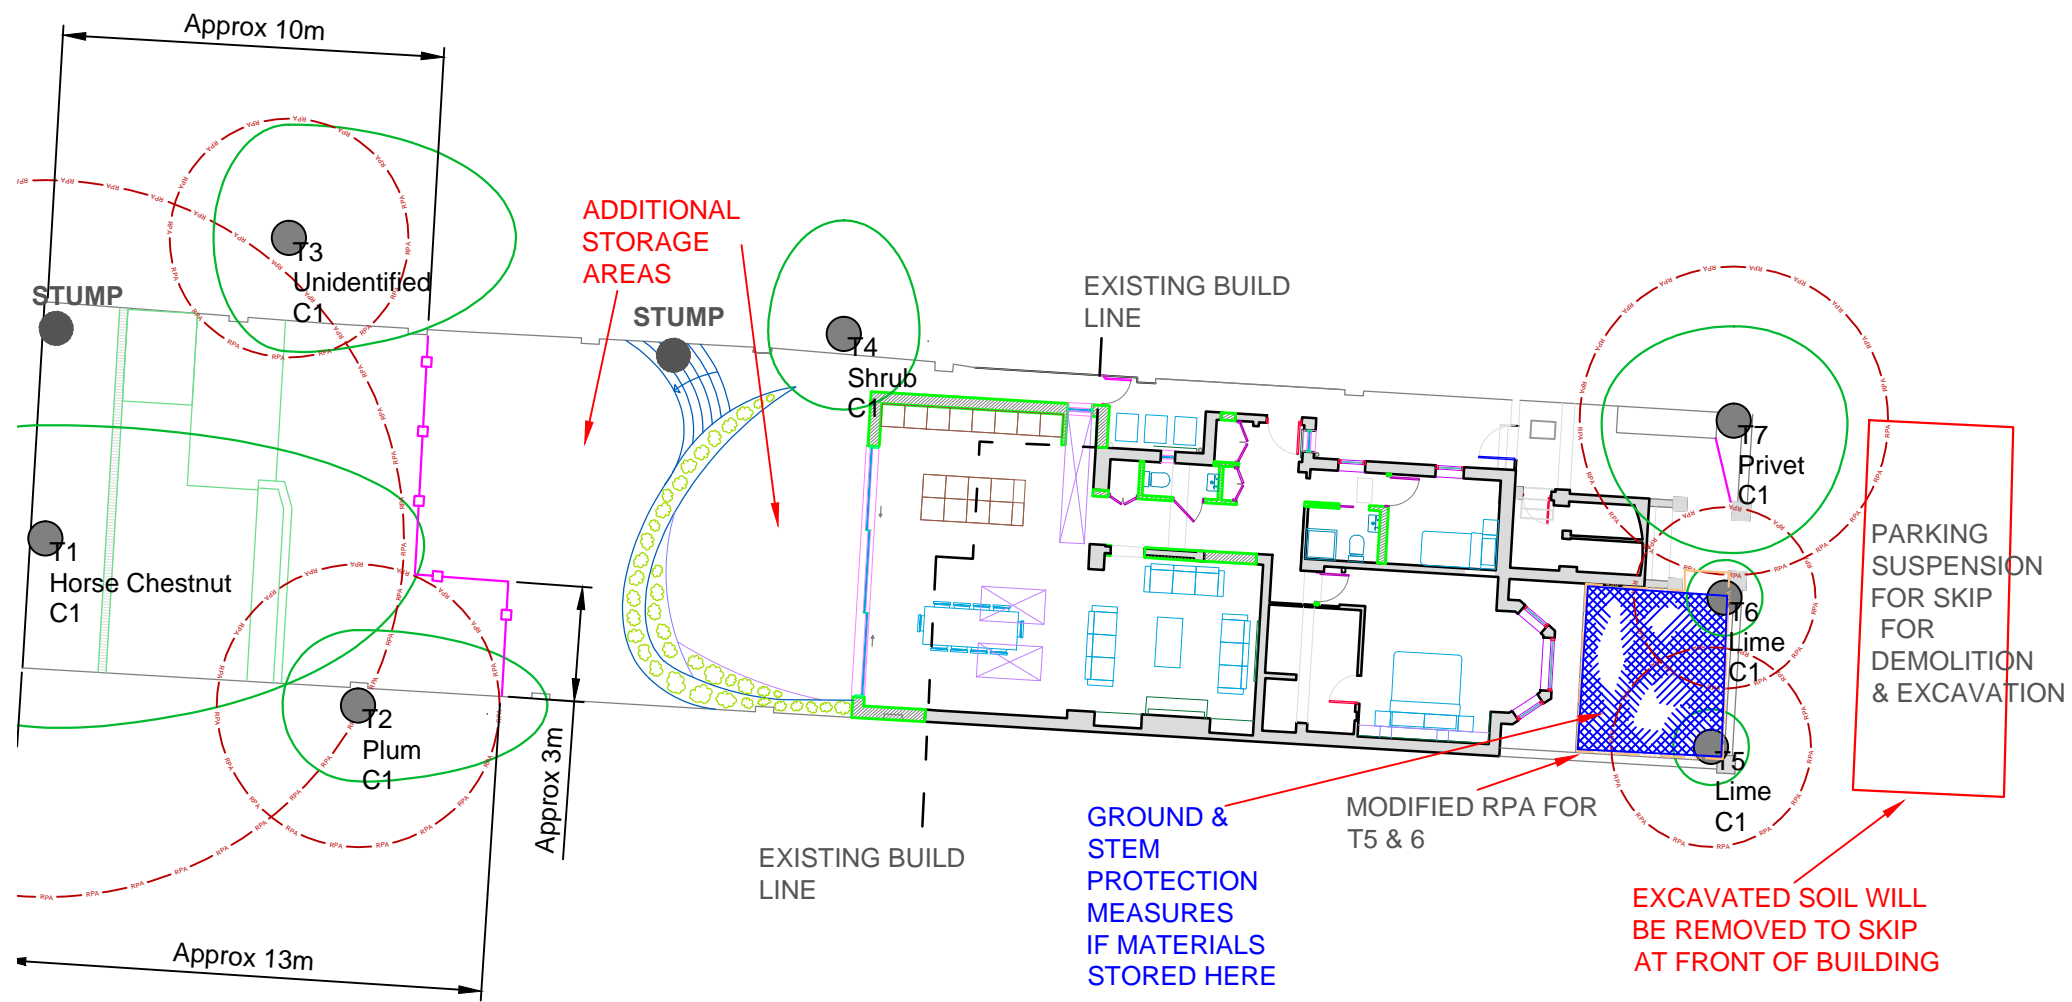 Approx 10m
T3
Unidentified
C1
STUMP
ADDITIONAL
STORAGE
AREAS
STUMP
T4
Shrub
C1
EXISTING BUILD
LINE
T7
Privet
C1
T1
Horse Chestnut
C1
T2
Plum
C1
Approx 3m
Approx 13m
EXISTING BUILD
LINE
GROUND &
STEM
PROTECTION
MEASURES
IF MATERIALS
STORED HERE
MODIFIED RPA FOR
T5 & 6
T6
Lime
C1
T5
Lime
C1
PARKING
SUSPENSION
FOR SKIP
FOR
DEMOLITION
& EXCAVATION
EXCAVATED SOIL WILL
BE REMOVED TO SKIP
AT FRONT OF BUILDING
RPA